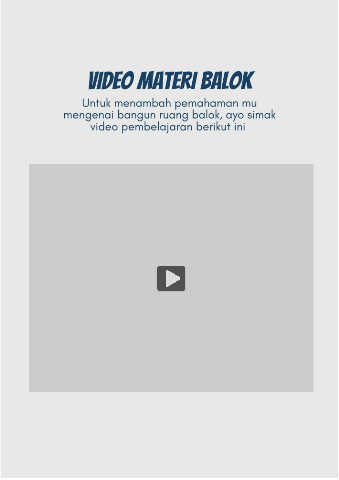 VIDEO MATERI BALOK
Untuk menambah pemahaman mu
mengenai bangun ruang balok, ayo simak
video pembelajaran berikut ini